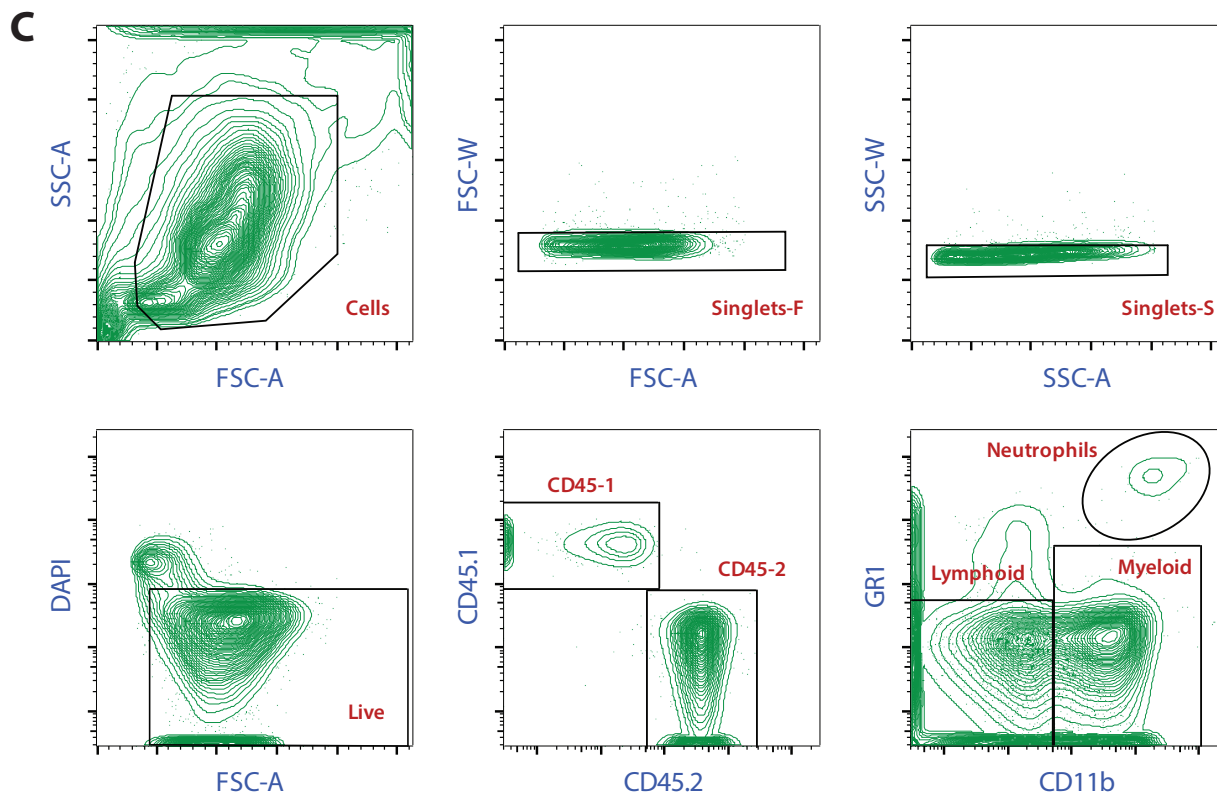 C
SSC-A
Cells
FSC-A
FSC-W
Singlets-F
FSC-A
SSC-W
Singlets-S
SSC-A
DAPI
Live
FSC-A
CD45.1
CD45-1
CD45-2
CD45.2
GR1
Neutrophils
Lymphoid
Myeloid
CD11b